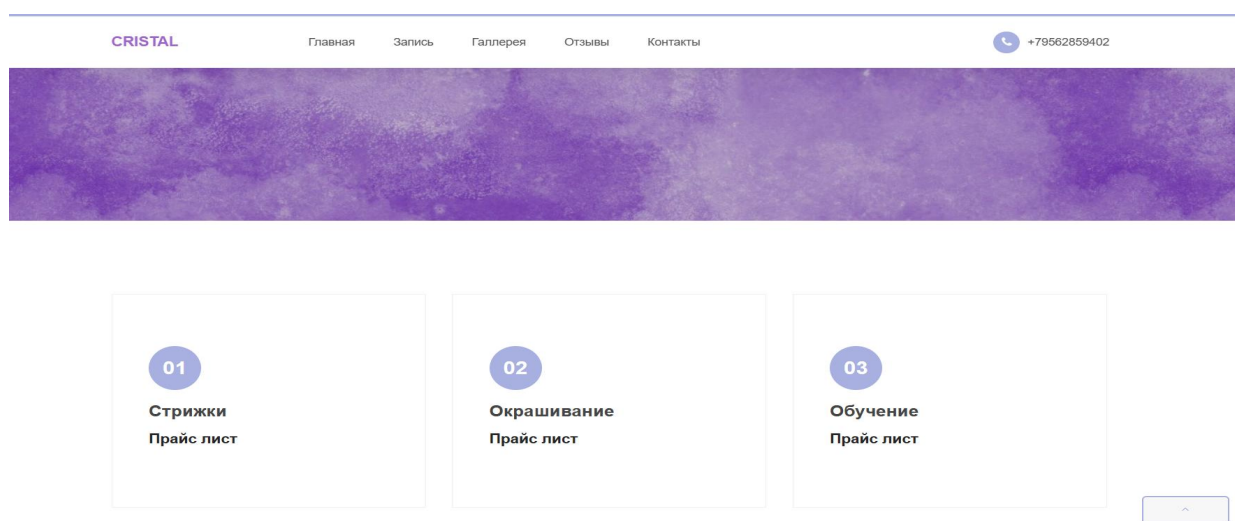 CRISTAL Главная Запись Галлерея Отзывы Контакты +79562859402
01 02 03
Стрижки Окрашивание Обучение
Прайс лист Прайс лист Прайс лист